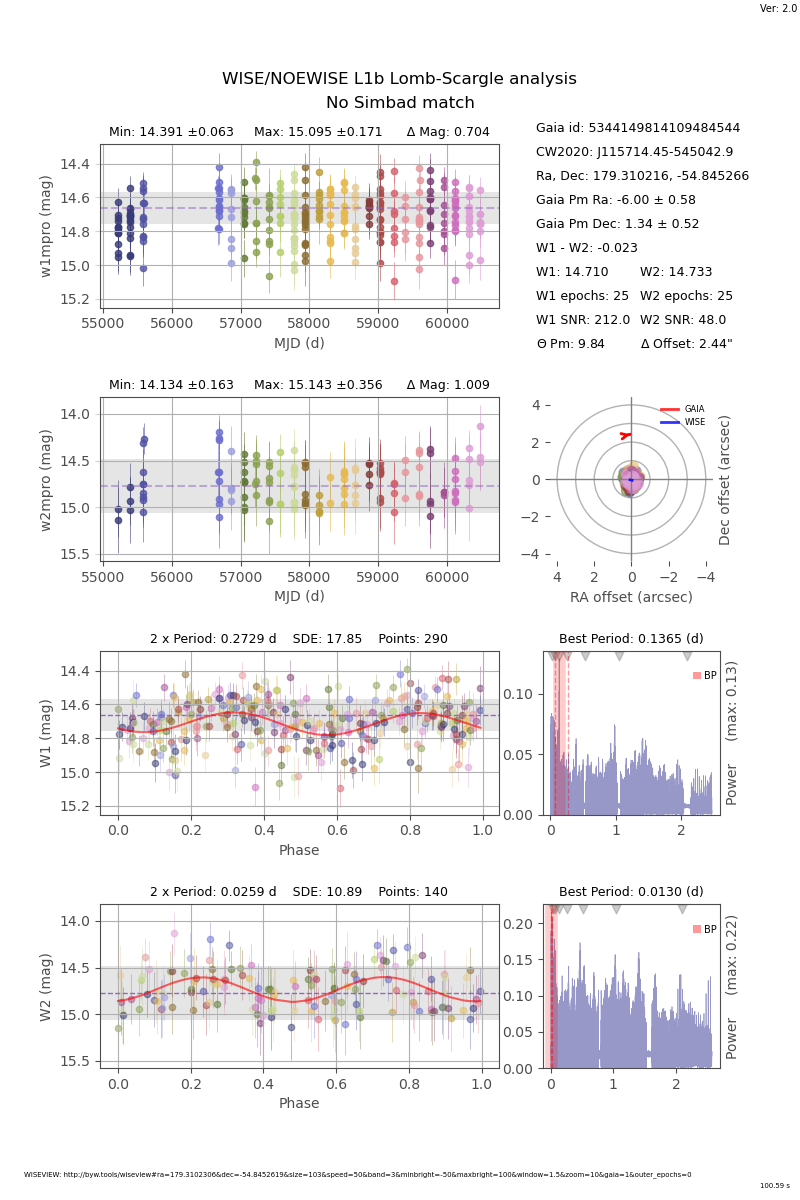 Ver: 2.0
WISE/NOEWISE L1b Lomb-Scargle analysis
No Simbad match
Min: 14.391 ±0.063 Max: 15.095 ±0.171 Δ Mag: 0.704
14.4
14.6
14.8
15.0
15.2
w1mpro (mag)
55000 56000 57000 58000 59000 60000
MJD (d)
Gaia id: 5344149814109484544
CW2020: J115714.45-545042.9
Ra, Dec: 179.310216, -54.845266
Gaia Pm Ra: -6.00 ± 0.58
Gaia Pm Dec: 1.34 ± 0.52
W1 - W2: -0.023
W1: 14.710 W2: 14.733
W1 epochs: 25 W2 epochs: 25
W1 SNR: 212.0 W2 SNR: 48.0
Θ Pm: 9.84 Δ Offset: 2.44"
Min: 14.134 ±0.163 Max: 15.143 ±0.356 Δ Mag: 1.009
14.0
14.5
15.0
15.5
w2mpro (mag)
55000 56000 57000 58000 59000 60000
MJD (d)
GAIA
WISE
4
2
0
−2
−4
4 2 0 −2 −4
RA offset (arcsec)
Dec offset (arcsec)
2 x Period: 0.2729 d SDE: 17.85 Points: 290
14.4
14.6
14.8
15.0
15.2
W1 (mag)
0.0 0.2 0.4 0.6 0.8 1.0
Phase
Best Period: 0.1365 (d)
BP
0.10
0.05
0.00
0 1 2
Power (max: 0.13)
2 x Period: 0.0259 d SDE: 10.89 Points: 140
14.0
14.5
15.0
15.5
W2 (mag)
0.0 0.2 0.4 0.6 0.8 1.0
Phase
Best Period: 0.0130 (d)
BP
0.20
0.15
0.10
0.05
0.00
0 1 2
Power (max: 0.22)
WISEVIEW: http://byw.tools/wiseview#ra=179.3102306&dec=-54.8452619&size=103&speed=50&band=3&minbright=-50&maxbright=100&window=1.5&zoom=10&gaia=1&outer_epochs=0
100.59 s